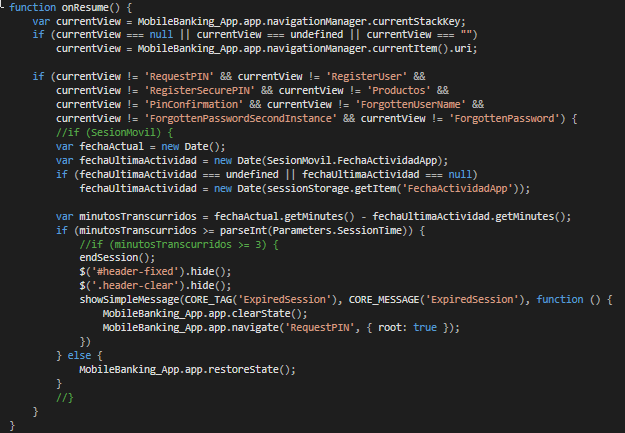 function onResume() {
    var currentView = MobileBanking_App.app.navigationManager.currentStackKey;
    if (currentView === null || currentView === undefined || currentView === "")
        currentView = MobileBanking_App.app.navigationManager.currentItem().uri;

    if (currentView != 'RequestPIN' && currentView != 'RegisterUser' &&
        currentView != 'RegisterSecurePIN' && currentView != 'Productos' &&
        currentView != 'PinConfirmation' && currentView != 'ForgottenUserName' &&
        currentView != 'ForgottenPasswordSecondInstance' && currentView != 'ForgottenPassword') {
        //if (SesionMovil) {
        var fechaActual = new Date();
        var fechaUltimaActividad = new Date(SesionMovil.FechaActividadApp);
        if (fechaUltimaActividad === undefined || fechaUltimaActividad === null)
            fechaUltimaActividad = new Date(sessionStorage.getItem('FechaActividadApp'));

        var minutosTranscurridos = fechaActual.getMinutes() - fechaUltimaActividad.getMinutes();
        if (minutosTranscurridos >= parseInt(Parameters.SessionTime)) {
            //if (minutosTranscurridos >= 3) {
            endSession();
            $('#header-fixed').hide();
            $('.header-clear').hide();
            showSimpleMessage(CORE_TAG('ExpiredSession'), CORE_MESSAGE('ExpiredSession'), function () {
                MobileBanking_App.app.clearState();
                MobileBanking_App.app.navigate('RequestPIN', { root: true });
            })
        } else {
            MobileBanking_App.app.restoreState();
        }
        //}
    }
}